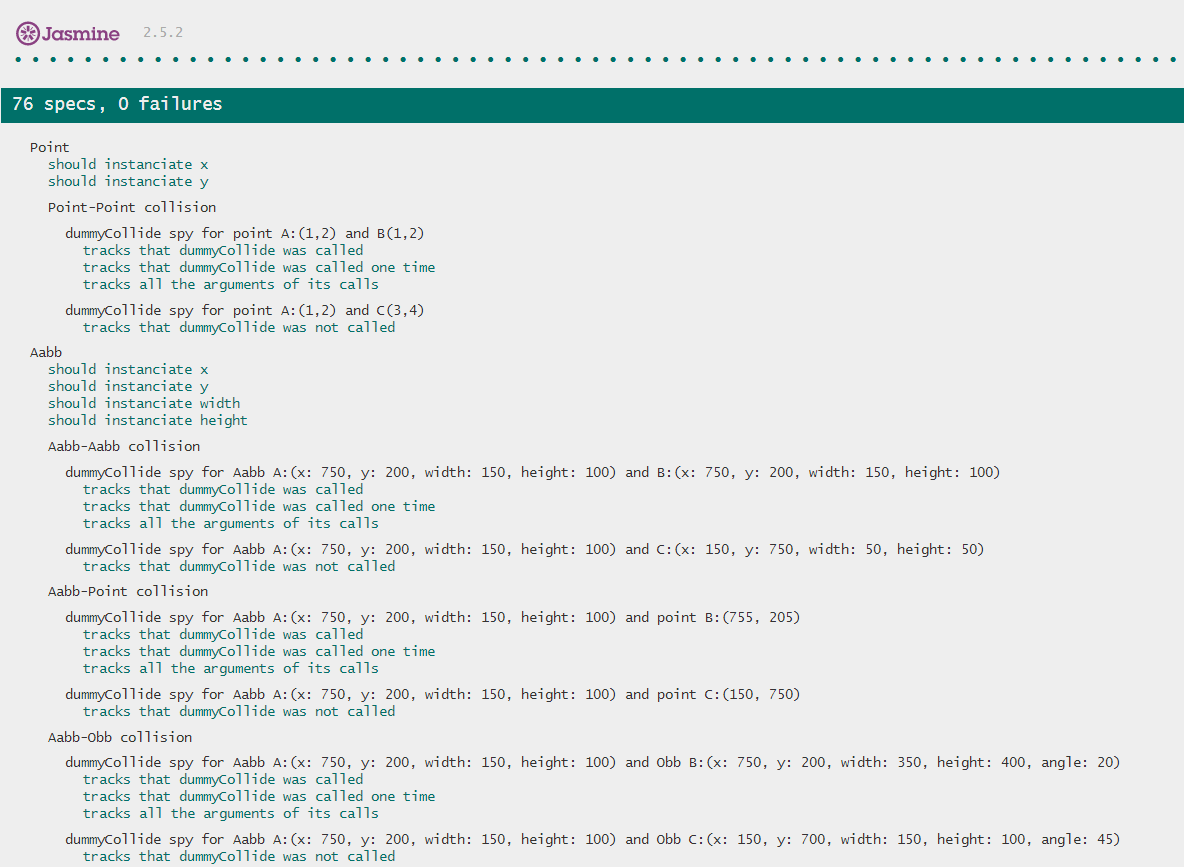 Jasmine 2.5.2
76 specs, 0 failures
Point
should instanciate x
should instanciate y
Point-Point collision
dummyCollide spy for point A:(1,2) and B(1,2)
tracks that dummyCollide was called
tracks that dummyCollide was called one time
tracks all the arguments of its calls
dummyCollide spy for point A:(1,2) and C(3,4)
tracks that dummyCollide was not called
Aabb
should instanciate x
should instanciate y
should instanciate width
should instanciate height
Aabb-Aabb collision
dummyCollide spy for Aabb A:(x: 750, y: 200, width: 150, height: 100) and B:(x: 750, y: 200, width: 150, height: 100)
tracks that dummyCollide was called
tracks that dummyCollide was called one time
tracks all the arguments of its calls
dummyCollide spy for Aabb A:(x: 750, y: 200, width: 150, height: 100) and C:(x: 150, y: 750, width: 50, height: 50)
tracks that dummyCollide was not called
Aabb-Point collision
dummyCollide spy for Aabb A:(x: 750, y: 200, width: 150, height: 100) and point B:(755, 205)
tracks that dummyCollide was called
tracks that dummyCollide was called one time
tracks all the arguments of its calls
dummyCollide spy for Aabb A:(x: 750, y: 200, width: 150, height: 100) and point C:(150, 750)
tracks that dummyCollide was not called
Aabb-Obb collision
dummyCollide spy for Aabb A:(x: 750, y: 200, width: 150, height: 100) and Obb B:(x: 750, y: 200, width: 350, height: 400, angle: 20)
tracks that dummyCollide was called
tracks that dummyCollide was called one time
tracks all the arguments of its calls
dummyCollide spy for Aabb A:(x: 750, y: 200, width: 150, height: 100) and Obb C:(x: 150, y: 700, width: 150, height: 100, angle: 45)
tracks that dummyCollide was not called